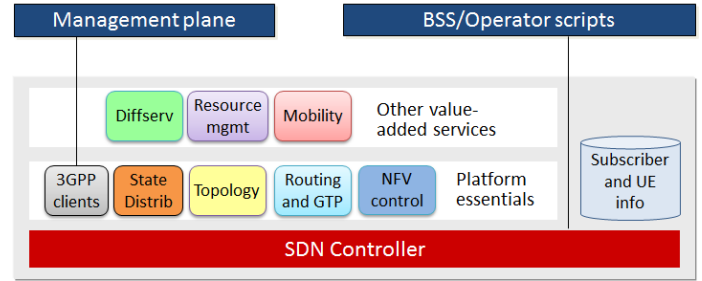 Management plane
BSS/Operator scripts
Diffserv
Resource
mgmt
Mobility
Other value-
added services
3GPP
clients
State
Distrib
Topology
Routing
and GTP
NFV
control
Platform
essentials
Subscriber
and UE
info
SDN Controller